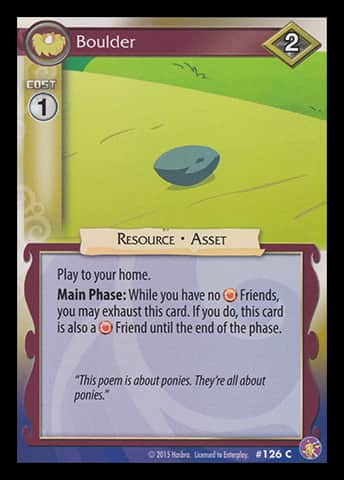 Boulder
2
COST
1
RESOURCE • ASSET
Play to your home.
Main Phase: While you have no Friends,
you may exhaust this card. If you do, this card
is also a Friend until the end of the phase.
"This poem is about ponies. They're all about
ponies."
© 2015 Hasbro. Licensed to Enterplay.
#126 C